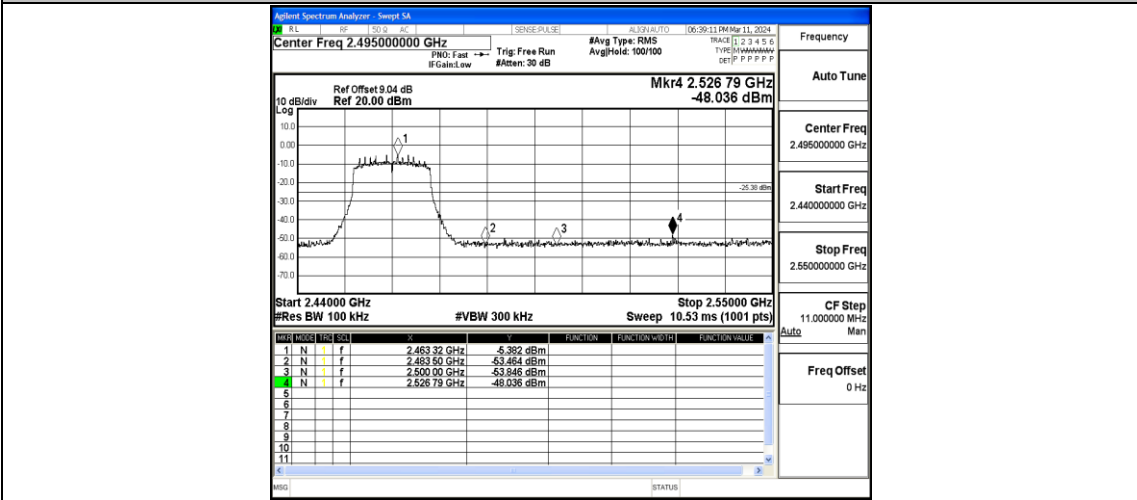 Agilent Spectrum Analyzer - Swept SA
RL RF 50 Ω AC SENSE:PULSE ALIGN AUTO 06:39:11 PM Mar 11, 2024
Center Freq 2.495000000 GHz
PNO: Fast
IFGain:Low
Trig: Free Run
#Atten: 30 dB
#Avg Type: RMS
Avg|Hold: 100/100
TRACE 1 2 3 4 5 6
TYPE M W W W W W
DET P P P P P P
Mkr4 2.526 79 GHz
-48.036 dBm
Ref Offset 9.04 dB
10 dB/div Ref 20.00 dBm
Log
10.0
0.00
-10.0
-20.0
-30.0
-40.0
-50.0
-60.0
-70.0
1
2
3
4
-25.38 dBm
Start 2.44000 GHz Stop 2.55000 GHz
#Res BW 100 kHz #VBW 300 kHz Sweep 10.53 ms (1001 pts)
MKR MODE TRC SCL X Y FUNCTION FUNCTION WIDTH FUNCTION VALUE
1 N 1 f 2.463 32 GHz -5.382 dBm
2 N 1 f 2.483 50 GHz -53.464 dBm
3 N 1 f 2.500 00 GHz -53.846 dBm
4 N 1 f 2.526 79 GHz -48.036 dBm
5
6
7
8
9
10
11
MSG STATUS
Frequency
Auto Tune
Center Freq
2.495000000 GHz
Start Freq
2.440000000 GHz
Stop Freq
2.550000000 GHz
CF Step
11.000000 MHz
Auto Man
Freq Offset
0 Hz